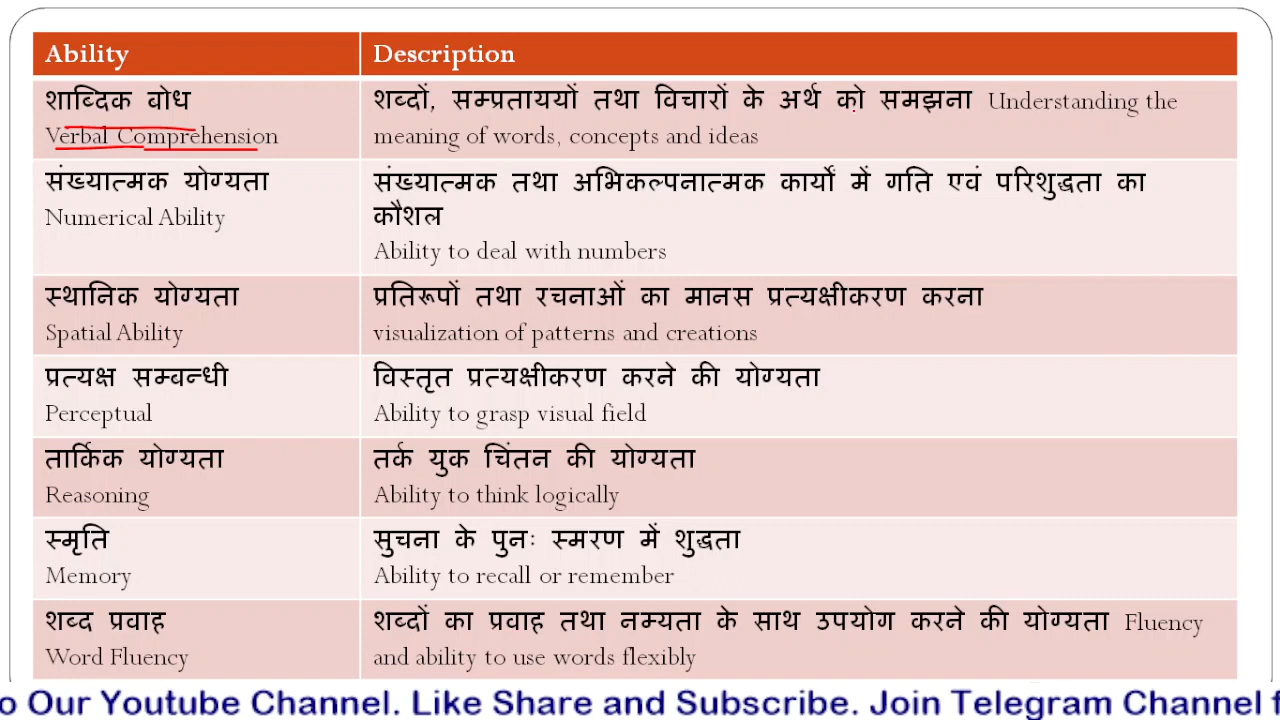 Ability Description
शाब्दिक बोध
Verbal Comprehension
शब्दों, सम्प्रताययों तथा विचारों के अर्थ को समझना Understanding the
meaning of words, concepts and ideas
संख्यात्मक योग्यता
Numerical Ability
संख्यात्मक तथा अभिकल्पनात्मक कार्यों में गति एवं परिशुद्धता का
कौशल
Ability to deal with numbers
स्थानिक योग्यता
Spatial Ability
प्रतिरूपों तथा रचनाओं का मानस प्रत्यक्षीकरण करना
visualization of patterns and creations
प्रत्यक्ष सम्बन्धी
Perceptual
विस्तृत प्रत्यक्षीकरण करने की योग्यता
Ability to grasp visual field
तार्किक योग्यता
Reasoning
तर्क युक चिंतन की योग्यता
Ability to think logically
स्मृति
Memory
सुचना के पुनः स्मरण में शुद्धता
Ability to recall or remember
शब्द प्रवाह
Word Fluency
शब्दों का प्रवाह तथा नम्यता के साथ उपयोग करने की योग्यता Fluency
and ability to use words flexibly
o Our Youtube Channel. Like Share and Subscribe. Join Telegram Channel f